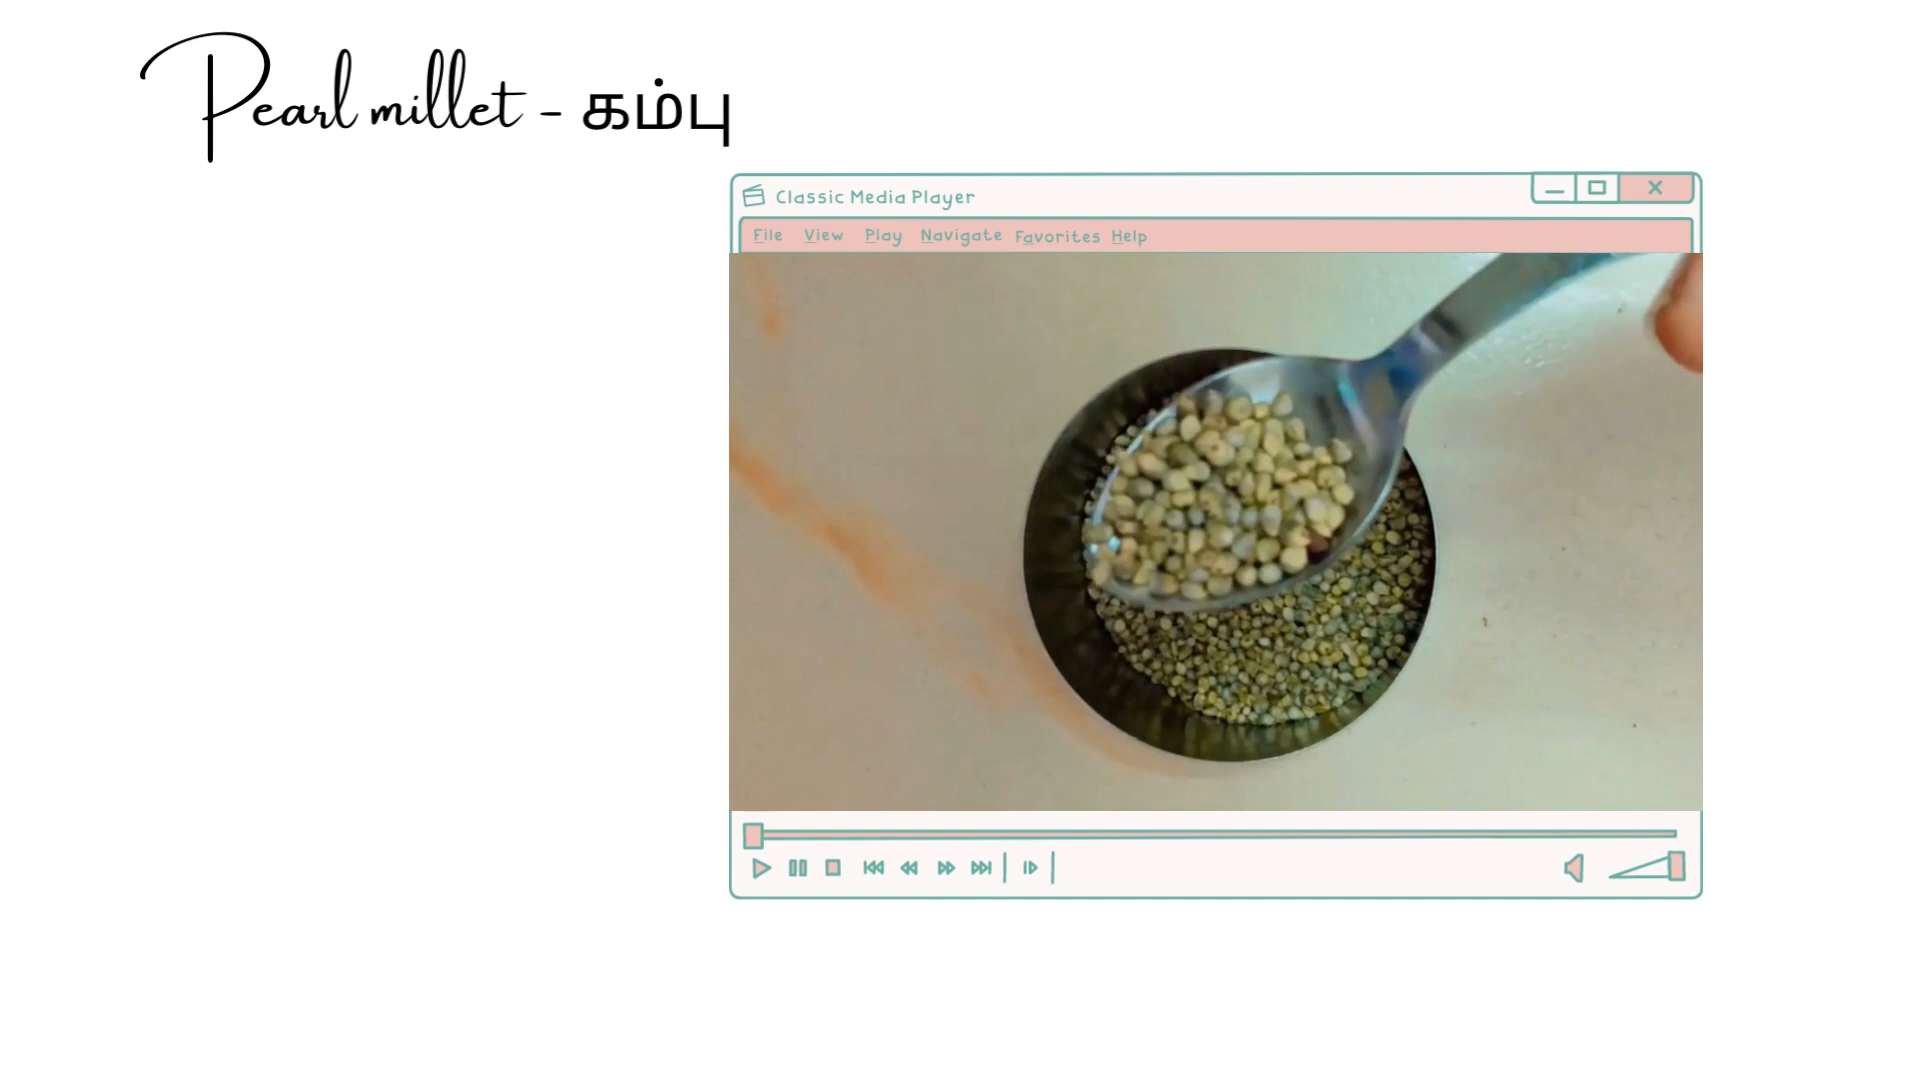 Pearl millet - கம்பு
Classic Media Player
File View Play Navigate Favorites Help